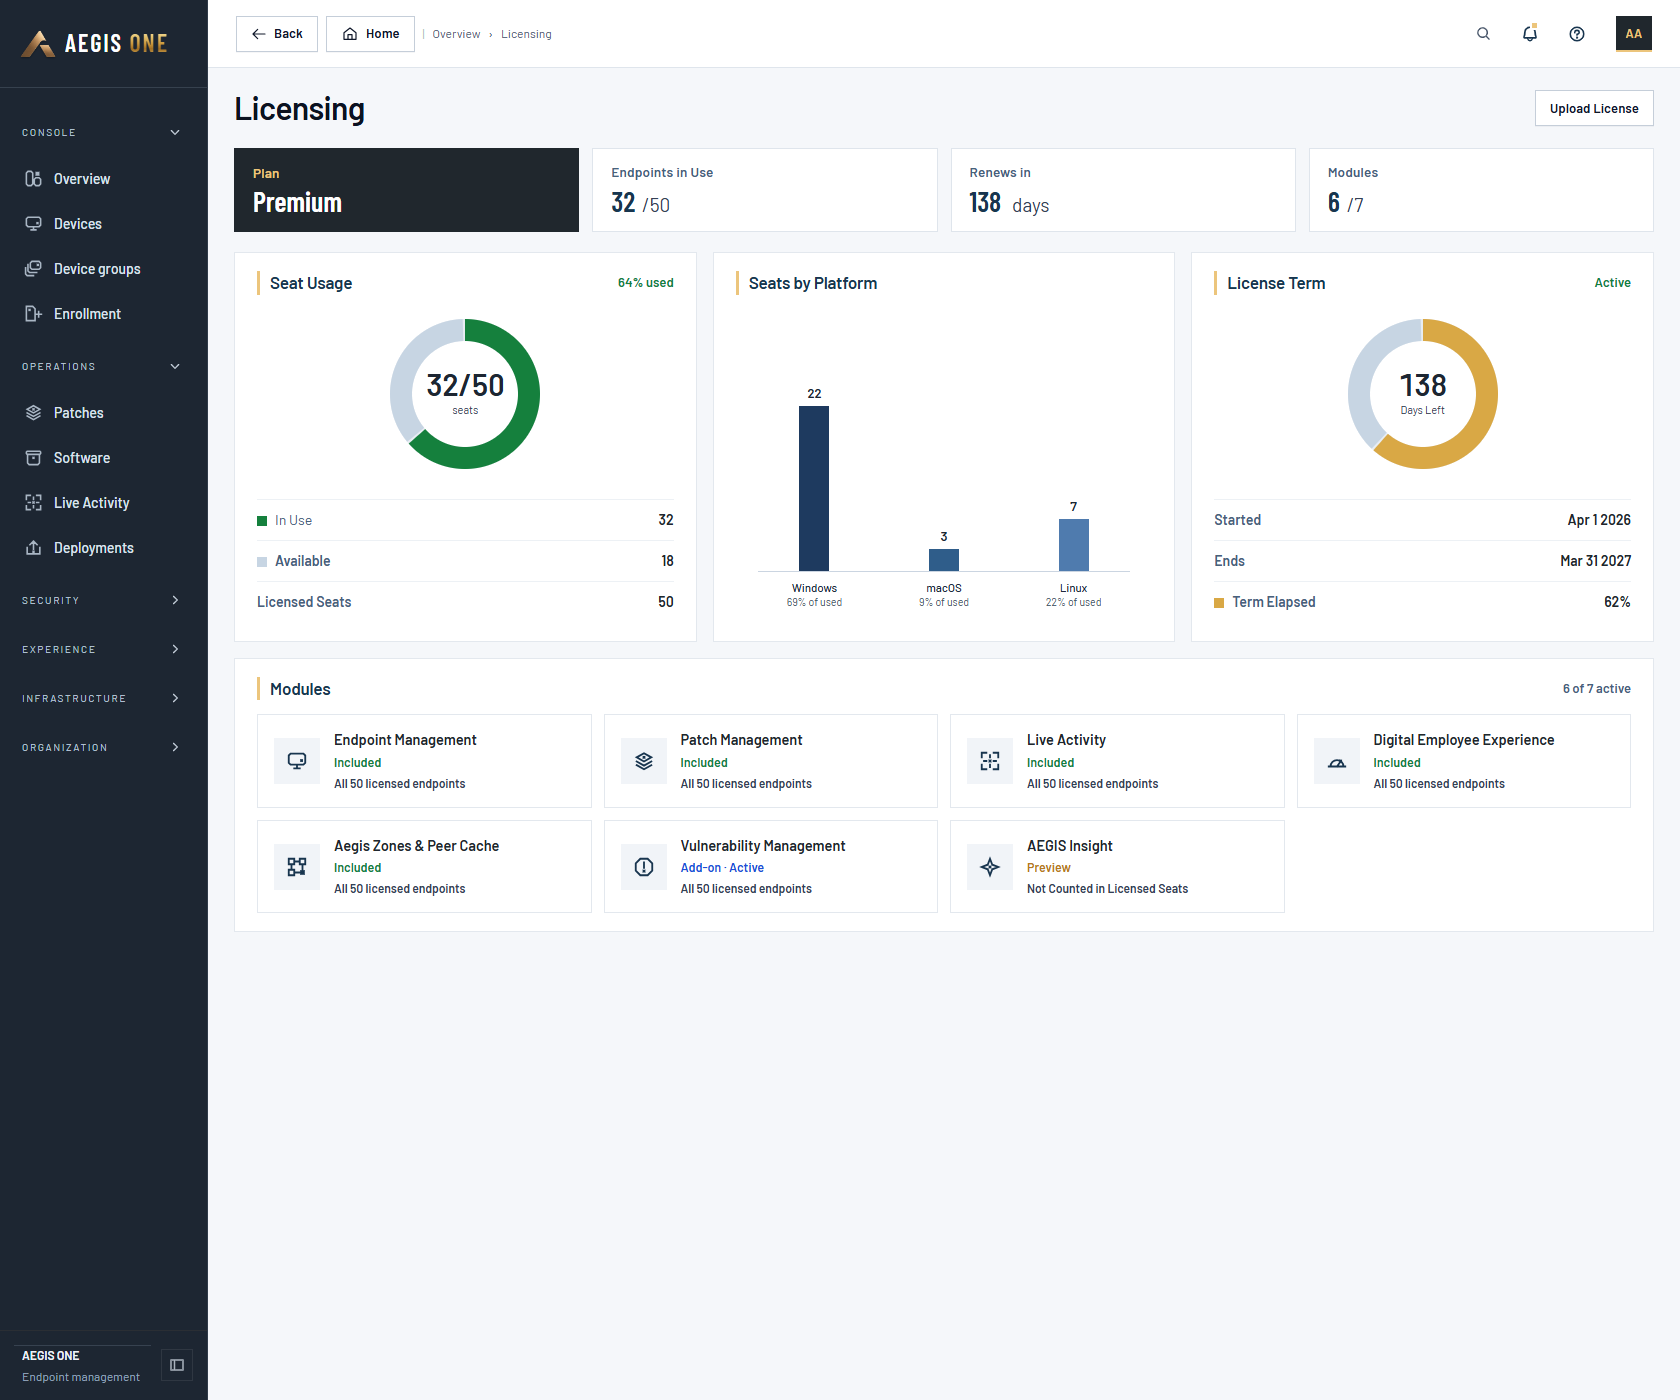 AEGIS ONE
CONSOLE
Overview
Devices
Device groups
Enrollment
OPERATIONS
Patches
Software
Live Activity
Deployments
SECURITY
EXPERIENCE
INFRASTRUCTURE
ORGANIZATION
AEGIS ONE
Endpoint management
Back
Home
Overview › Licensing
AA
Licensing
Upload License
Plan
Premium
Endpoints in Use
32 /50
Renews in
138 days
Modules
6 /7
Seat Usage
64% used
32/50
seats
In Use 32
Available 18
Licensed Seats 50
Seats by Platform
22
3
7
Windows
69% of used
macOS
9% of used
Linux
22% of used
License Term
Active
138
Days Left
Started Apr 1 2026
Ends Mar 31 2027
Term Elapsed 62%
Modules
6 of 7 active
Endpoint Management
Included
All 50 licensed endpoints
Patch Management
Included
All 50 licensed endpoints
Live Activity
Included
All 50 licensed endpoints
Digital Employee Experience
Included
All 50 licensed endpoints
Aegis Zones & Peer Cache
Included
All 50 licensed endpoints
Vulnerability Management
Add-on · Active
All 50 licensed endpoints
AEGIS Insight
Preview
Not Counted in Licensed Seats